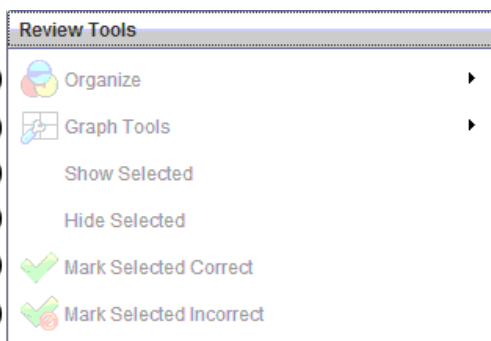 Review Tools
Organize
Graph Tools
Show Selected
Hide Selected
Mark Selected Correct
Mark Selected Incorrect